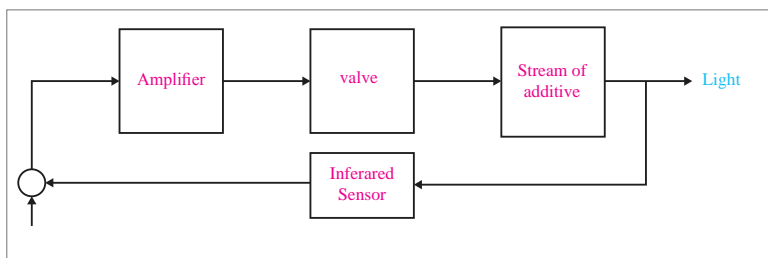 Amplifier
valve
Stream of
additive
Light
Inferared
Sensor